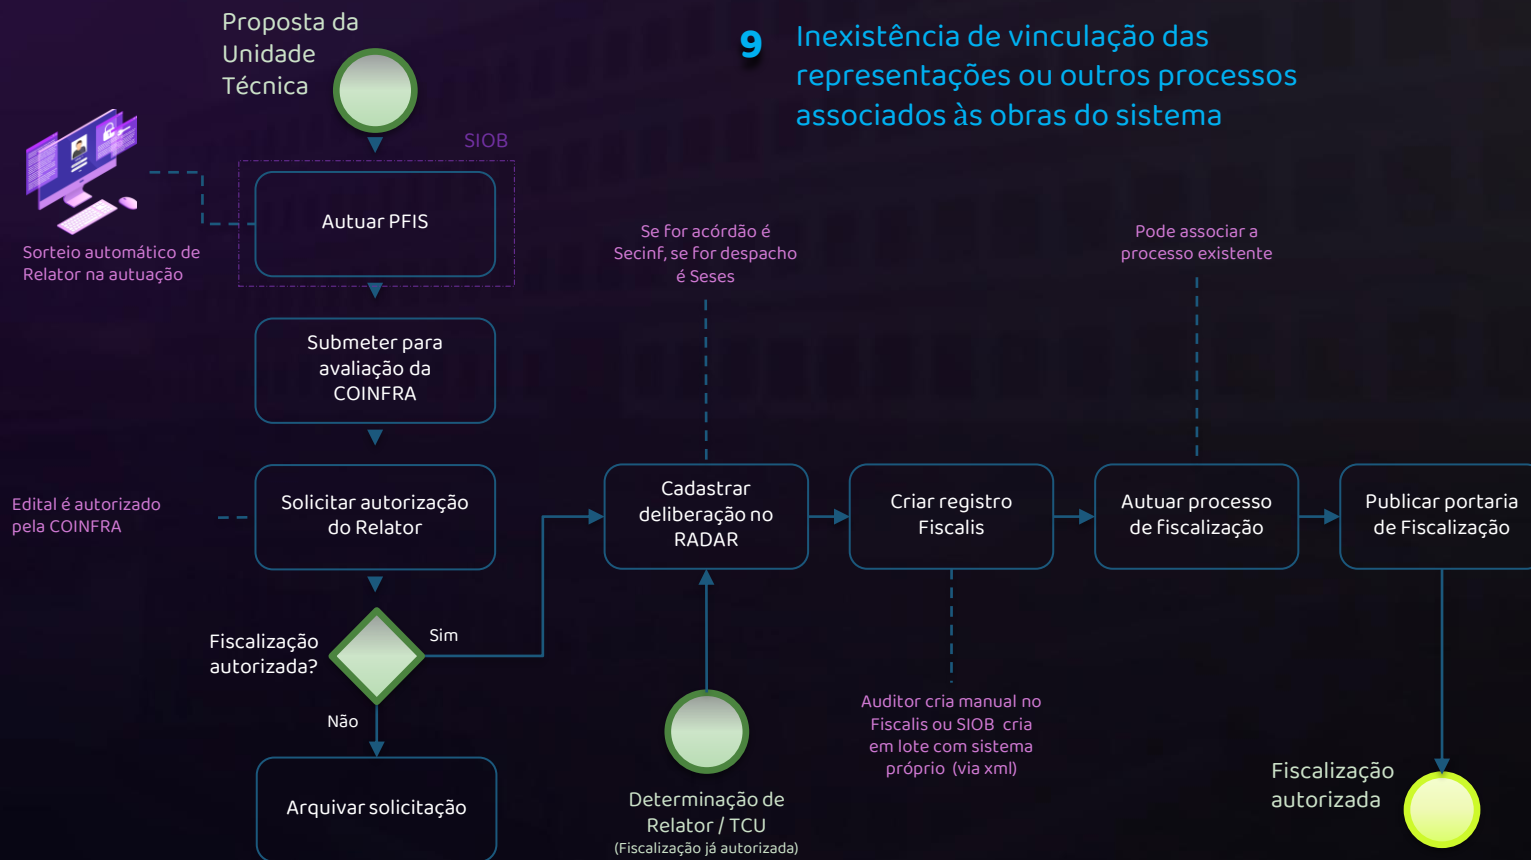 Proposta da
Unidade
Técnica
9
Inexistência de vinculação das
representações ou outros processos
associados às obras do sistema
SIOB
Autuar PFIS
Sorteio automático de
Relator na autuação
Se for acórdão é
Secinf, se for despacho
é Seses
Pode associar a
processo existente
Submeter para
avaliação da
COINFRA
Edital é autorizado
pela COINFRA
Solicitar autorização
do Relator
Cadastrar
deliberação no
RADAR
Criar registro
Fiscalis
Autuar processo
de fiscalização
Publicar portaria
de Fiscalização
Fiscalização
autorizada?
Sim
Não
Arquivar solicitação
Determinação de
Relator / TCU
(Fiscalização já autorizada)
Auditor cria manual no
Fiscalis ou SIOB cria
em lote com sistema
próprio (via xml)
Fiscalização
autorizada